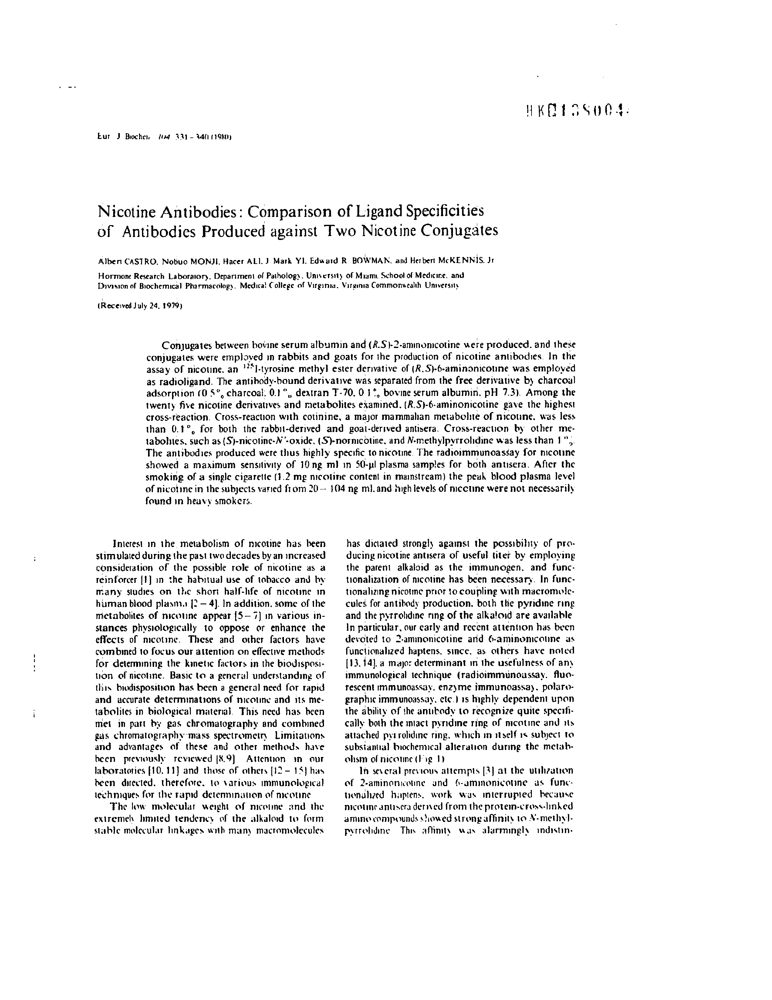 Eur. J. Biochem. 104, 331-340 (1980)
Nicotine Antibodies: Comparison of Ligand Specificities
of Antibodies Produced against Two Nicotine Conjugates
Albert CASTRO, Nobuo MONJI, Hacer ALI, J. Mark YI, Edward R. BOWMAN, and Herbert McKENNIS, Jr
Hormone Research Laboratory, Department of Pathology, University of Miami School of Medicine, and
Division of Biochemical Pharmacology, Medical College of Virginia, Virginia Commonwealth University
(Received July 24, 1979)
Conjugates between bovine serum albumin and (R,S)-2-aminonicotine were produced, and these
conjugates were employed in rabbits and goats for the production of nicotine antibodies. In the
assay of nicotine, an ¹²⁵I-tyrosine methyl ester derivative of (R,S)-6-aminonicotine was employed
as radioligand. The antibody-bound derivative was separated from the free derivative by charcoal
adsorption (0.5% charcoal, 0.1% dextran T-70, 0.1% bovine serum albumin, pH 7.3). Among the
twenty five nicotine derivatives and metabolites examined, (R,S)-6-aminonicotine gave the highest
cross-reaction. Cross-reaction with cotinine, a major mammalian metabolite of nicotine, was less
than 0.1% for both the rabbit-derived and goat-derived antisera. Cross-reaction by other me-
tabolites, such as (S)-nicotine-N'-oxide, (S)-nornicotine, and N-methylpyrrolidine was less than 1%.
The antibodies produced were thus highly specific to nicotine. The radioimmunoassay for nicotine
showed a maximum sensitivity of 10 ng/ml in 50-µl plasma samples for both antisera. After the
smoking of a single cigarette (1.2 mg nicotine content in mainstream) the peak blood plasma level
of nicotine in the subjects varied from 20-104 ng/ml, and high levels of nicotine were not necessarily
found in heavy smokers.
Interest in the metabolism of nicotine has been
stimulated during the past two decades by an increased
consideration of the possible role of nicotine as a
reinforcer [1] in the habitual use of tobacco and by
many studies on the short half-life of nicotine in
human blood plasma [2-4]. In addition, some of the
metabolites of nicotine appear [5-7] in various in-
stances physiologically to oppose or enhance the
effects of nicotine. These and other factors have
combined to focus our attention on effective methods
for determining the kinetic factors in the biodisposi-
tion of nicotine. Basic to a general understanding of
this biodisposition has been a general need for rapid
and accurate determinations of nicotine and its me-
tabolites in biological material. This need has been
met in part by gas chromatography and combined
gas chromatography/mass spectrometry. Limitations
and advantages of these and other methods have
been previously reviewed [8,9]. Attention in our
laboratories [10,11] and those of others [12-15] has
been directed, therefore, to various immunological
techniques for the rapid determination of nicotine.
The low molecular weight of nicotine and the
extremely limited tendency of the alkaloid to form
stable molecular linkages with many macromolecules
has dictated strongly against the possibility of pro-
ducing nicotine antisera of useful titer by employing
the parent alkaloid as the immunogen, and func-
tionalization of nicotine has been necessary. In func-
tionalizing nicotine prior to coupling with macromole-
cules for antibody production, both the pyridine ring
and the pyrrolidine ring of the alkaloid are available.
In particular, our early and recent attention has been
devoted to 2-aminonicotine and 6-aminonicotine as
functionalized haptens, since, as others have noted
[13,14], a major determinant in the usefulness of any
immunological technique (radioimmunoassay, fluo-
rescent immunoassay, enzyme immunoassay, polaro-
graphic immunoassay, etc.) is highly dependent upon
the ability of the antibody to recognize quite specifi-
cally both the intact pyridine ring of nicotine and its
attached pyrrolidine ring, which in itself is subject to
substantial biochemical alteration during the metab-
olism of nicotine (Fig. 1).
In several previous attempts [3] at the utilization
of 2-aminonicotine and 6-aminonicotine as func-
tionalized haptens, work was interrupted because
nicotine antisera derived from the protein-cross-linked
amino compounds showed strong affinity to N-methyl-
pyrrolidine. This affinity was alarmingly indistin-